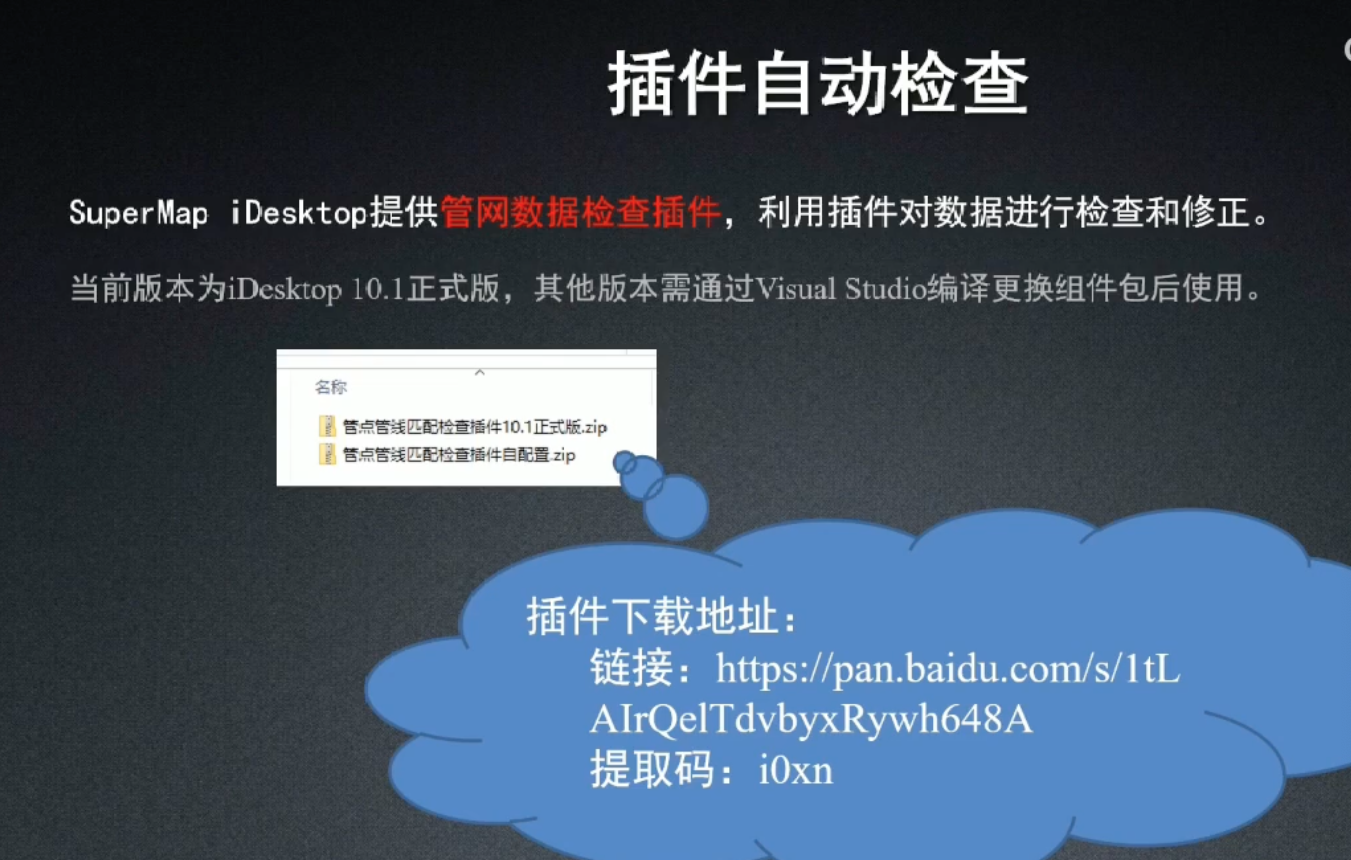 插件自动检查
SuperMap iDesktop提供管网数据检查插件，利用插件对数据进行检查和修正。
当前版本为iDesktop 10.1正式版，其他版本需通过Visual Studio编译更换组件包后使用。
名称
管点管线匹配检查插件10.1正式版.zip
管点管线匹配检查插件自配置.zip
插件下载地址：
链接：https://pan.baidu.com/s/1tL
AIrQelTdvbyxRywh648A
提取码：i0xn